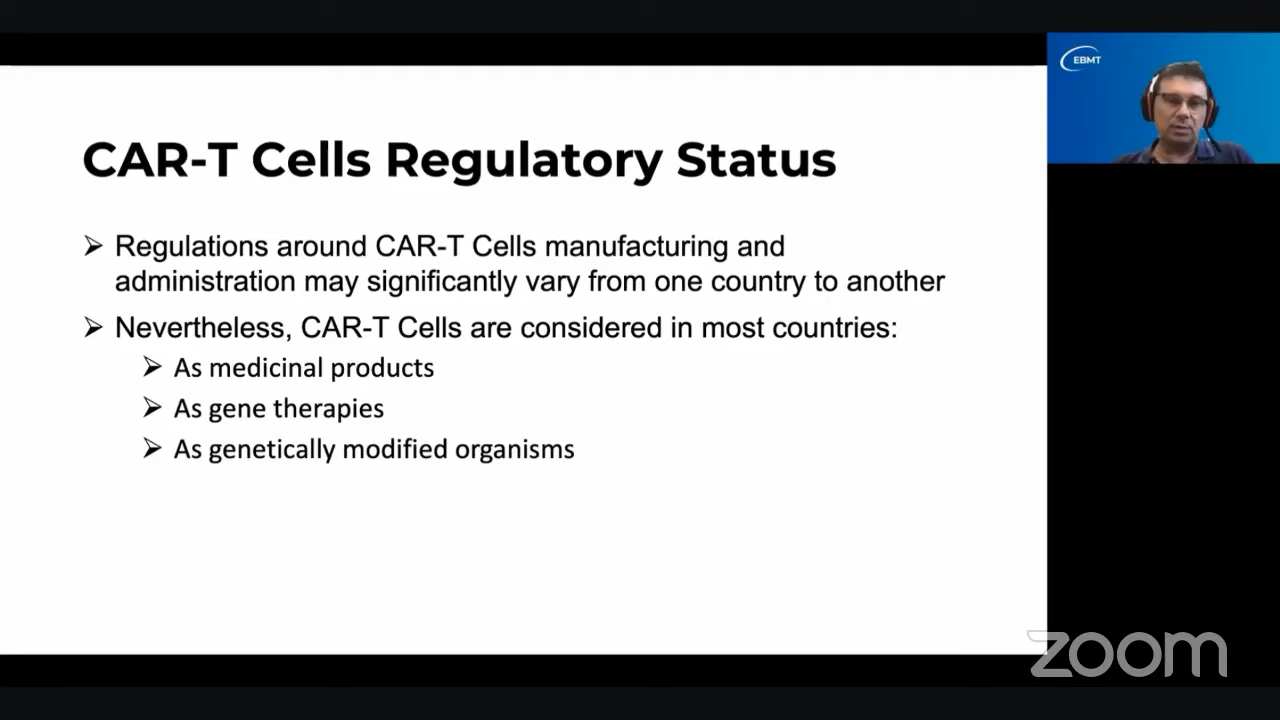 EBMT
CAR-T Cells Regulatory Status
➢ Regulations around CAR-T Cells manufacturing and
administration may significantly vary from one country to another
➢ Nevertheless, CAR-T Cells are considered in most countries:
➢ As medicinal products
➢ As gene therapies
➢ As genetically modified organisms
zoom